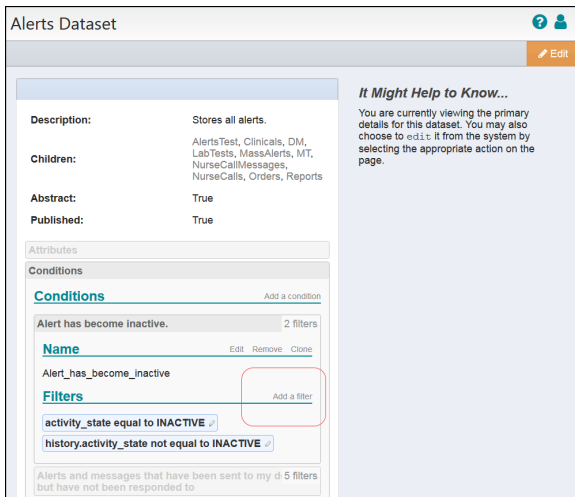 Alerts Dataset
Edit
It Might Help to Know...
You are currently viewing the primary
details for this dataset. You may also
choose to edit it from the system by
selecting the appropriate action on the
page.
Description: Stores all alerts.
Children: AlertsTest, Clinicals, DM,
LabTests, MassAlerts, MT,
NurseCallMessages,
NurseCalls, Orders, Reports
Abstract: True
Published: True
Attributes
Conditions
Conditions Add a condition
Alert has become inactive. 2 filters
Name Edit Remove Clone
Alert_has_become_inactive
Filters Add a filter
activity_state equal to INACTIVE
history.activity_state not equal to INACTIVE
Alerts and messages that have been sent to my 5 filters
but have not been responded to